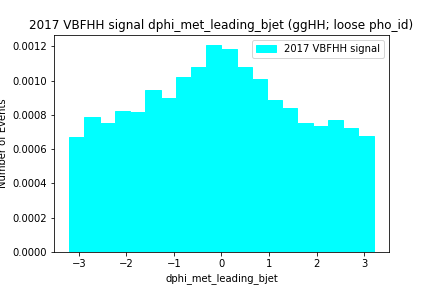 2017 VBFHH signal dphi_met_leading_bjet (ggHH; loose pho_id)
2017 VBFHH signal
Number of Events
0.0012
0.0010
0.0008
0.0006
0.0004
0.0002
0.0000
−3 −2 −1 0 1 2 3
dphi_met_leading_bjet